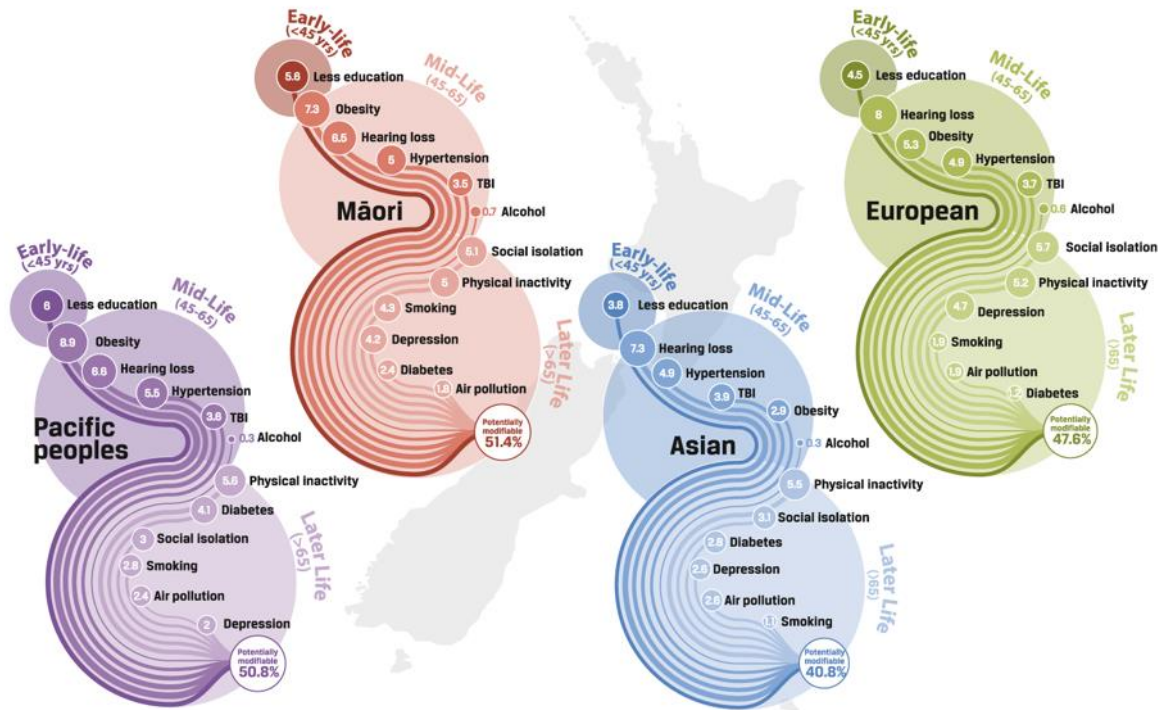 Early-life
(<45 yrs)
5.6 Less education
Mid-Life
(45-65)
7.3 Obesity
6.5 Hearing loss
5 Hypertension
3.5 TBI
0.7 Alcohol
Māori
5.1 Social isolation
5 Physical inactivity
4.3 Smoking
4.2 Depression
2.4 Diabetes
1.8 Air pollution
Later Life
(>65)
Potentially
modifiable
51.4%
Early-life
(<45 yrs)
4.5 Less education
Mid-Life
(45-65)
8 Hearing loss
5.3 Obesity
4.9 Hypertension
3.7 TBI
0.6 Alcohol
European
5.7 Social isolation
5.2 Physical inactivity
4.7 Depression
1.9 Smoking
1.9 Air pollution
Diabetes
Later Life
(>65)
Potentially
modifiable
47.6%
Early-life
(<45 yrs)
6 Less education
Mid-Life
(45-65)
8.9 Obesity
6.6 Hearing loss
5.5 Hypertension
3.6 TBI
0.3 Alcohol
Pacific
peoples
5.6 Physical inactivity
4.1 Diabetes
3 Social isolation
2.8 Smoking
2.4 Air pollution
2 Depression
Later Life
(>65)
Potentially
modifiable
50.8%
Early-life
(<45 yrs)
3.8 Less education
Mid-Life
(45-65)
7.3 Hearing loss
4.9 Hypertension
3.9 TBI
2.9 Obesity
0.3 Alcohol
Asian
5.5 Physical inactivity
3.1 Social isolation
2.8 Diabetes
2.6 Depression
2.6 Air pollution
1.1 Smoking
Later Life
(>65)
Potentially
modifiable
40.8%